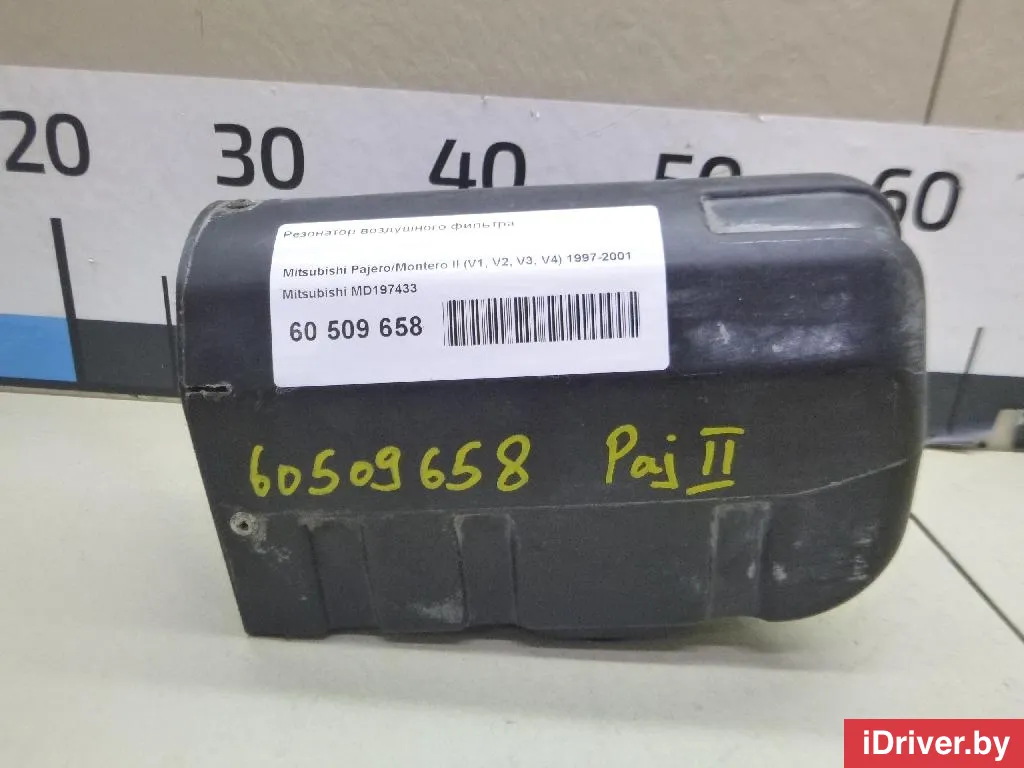 20 30 40 50 60
Резонатор воздушного фильтра
Mitsubishi Pajero/Montero II (V1, V2, V3, V4) 1997-2001
Mitsubishi MD197433
60 509 658
60509658 Paj II
iDriver.by